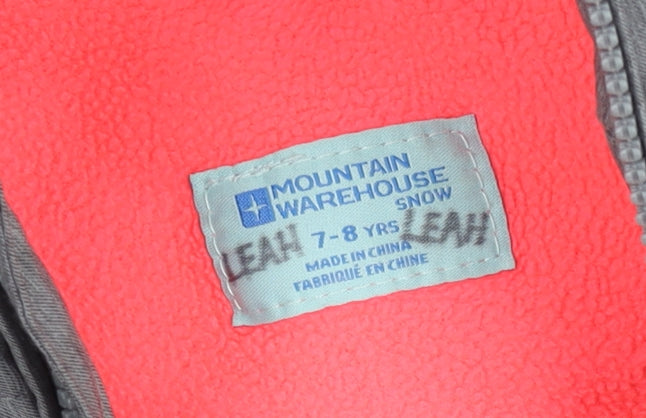 MOUNTAIN
WAREHOUSE
SNOW
LEAH 7-8 YRS LEAH
MADE IN CHINA
FABRIQUÉ EN CHINE